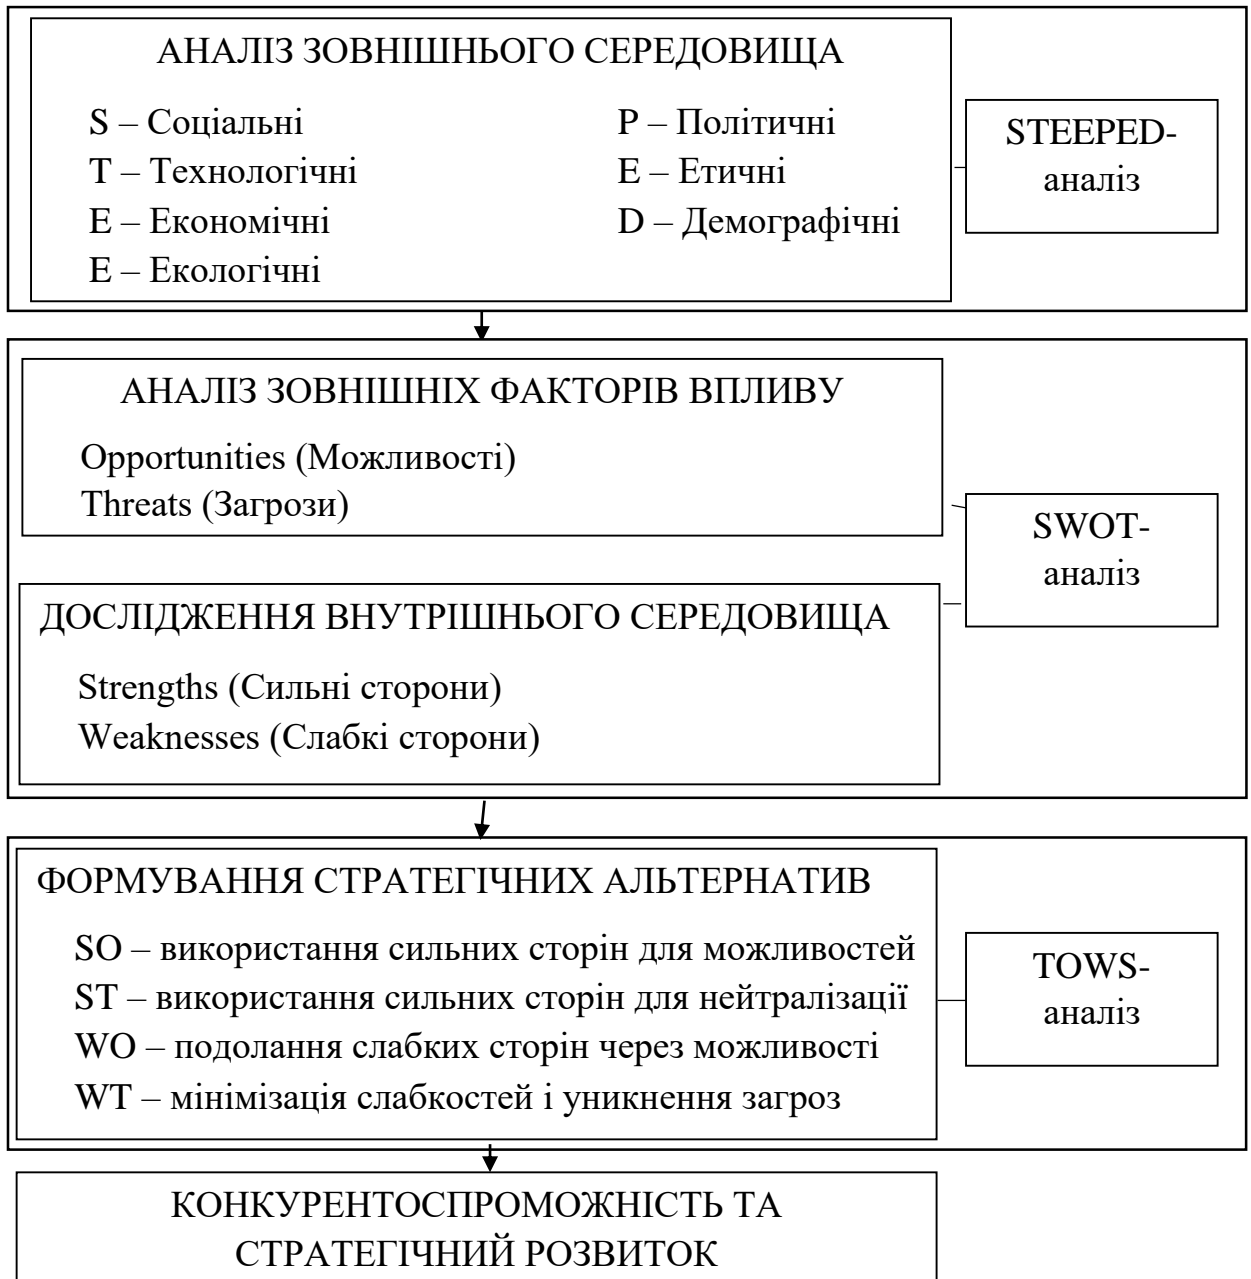 АНАЛІЗ ЗОВНІШНЬОГО СЕРЕДОВИЩА
S – Соціальні
T – Технологічні
E – Економічні
E – Екологічні
P – Політичні
E – Етичні
D – Демографічні
STEEPED-
аналіз
АНАЛІЗ ЗОВНІШНІХ ФАКТОРІВ ВПЛИВУ
Opportunities (Можливості)
Threats (Загрози)
ДОСЛІДЖЕННЯ ВНУТРІШНЬОГО СЕРЕДОВИЩА
Strengths (Сильні сторони)
Weaknesses (Слабкі сторони)
SWOT-
аналіз
ФОРМУВАННЯ СТРАТЕГІЧНИХ АЛЬТЕРНАТИВ
SO – використання сильних сторін для можливостей
ST – використання сильних сторін для нейтралізації
WO – подолання слабких сторін через можливості
WT – мінімізація слабкостей і уникнення загроз
TOWS-
аналіз
КОНКУРЕНТОСПРОМОЖНІСТЬ ТА
СТРАТЕГІЧНИЙ РОЗВИТОК